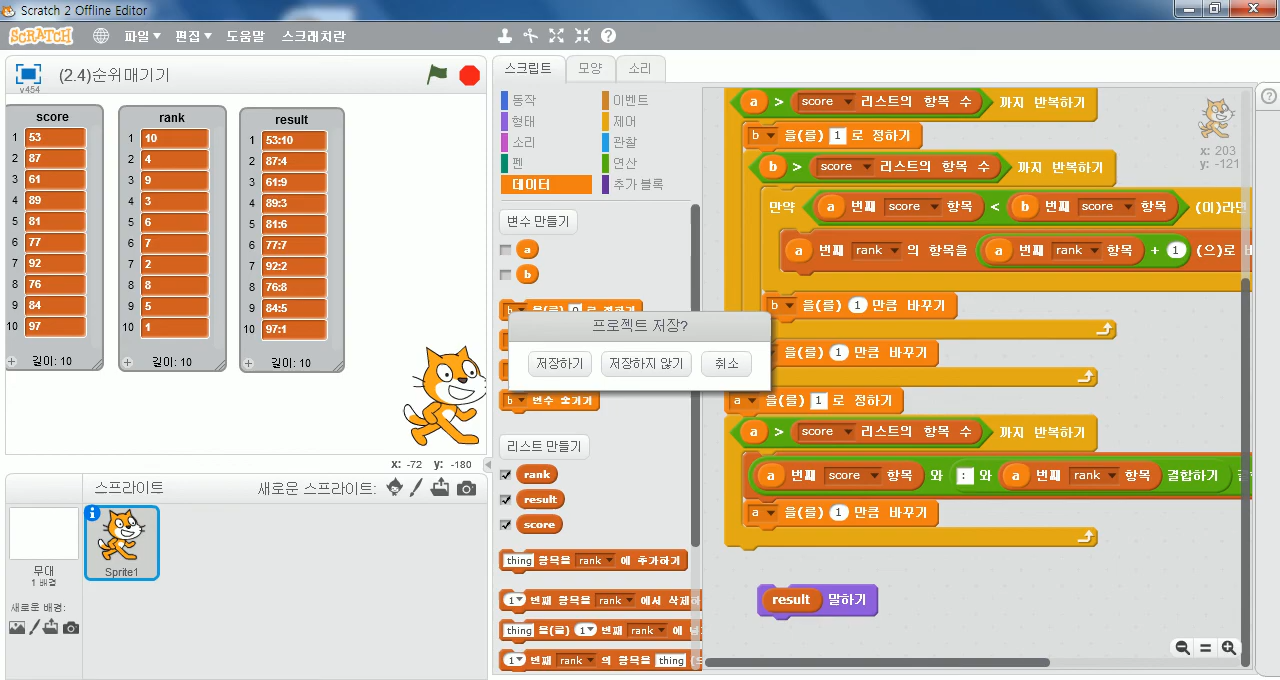 Scratch 2 Offline Editor
SCRATCH 파일 편집 도움말 스크래치란
v454 (2.4)순위매기기
score
1 53
2 87
3 61
4 89
5 81
6 77
7 92
8 76
9 84
10 97
+ 길이: 10
rank
1 10
2 4
3 9
4 3
5 6
6 7
7 2
8 8
9 5
10 1
+ 길이: 10
result
1 53:10
2 87:4
3 61:9
4 89:3
5 81:6
6 77:7
7 92:2
8 76:8
9 84:5
10 97:1
+ 길이: 10
x: -72 y: -180
스프라이트 새로운 스프라이트:
무대
1 배경
새로운 배경:
Sprite1
스크립트 모양 소리
동작 이벤트
형태 제어
소리 관찰
펜 연산
데이터 추가 블록
변수 만들기
a
b
프로젝트 저장?
저장하기 저장하지 않기 취소
리스트 만들기
rank
result
score
thing 항목을 rank 에 추가하기
1 번째 항목을 rank 에서
thing 을(를) 1 번째 rank 에
1 번째 rank 의 항목을 thing
a > score 리스트의 항목 수 까지 반복하기
b 을(를) 1 로 정하기
b > score 리스트의 항목 수 까지 반복하기
만약 a 번째 score 항목 < b 번째 score 항목 (이)라면
a 번째 rank 의 항목을 a 번째 rank 항목 + 1 (으)로
b 을(를) 1 만큼 바꾸기
을(를) 1 만큼 바꾸기
a 을(를) 1 로 정하기
a > score 리스트의 항목 수 까지 반복하기
a 번째 score 항목 와 : 와 a 번째 rank 항목 결합하기
a 을(를) 1 만큼 바꾸기
result 말하기
x: 203
y: -121